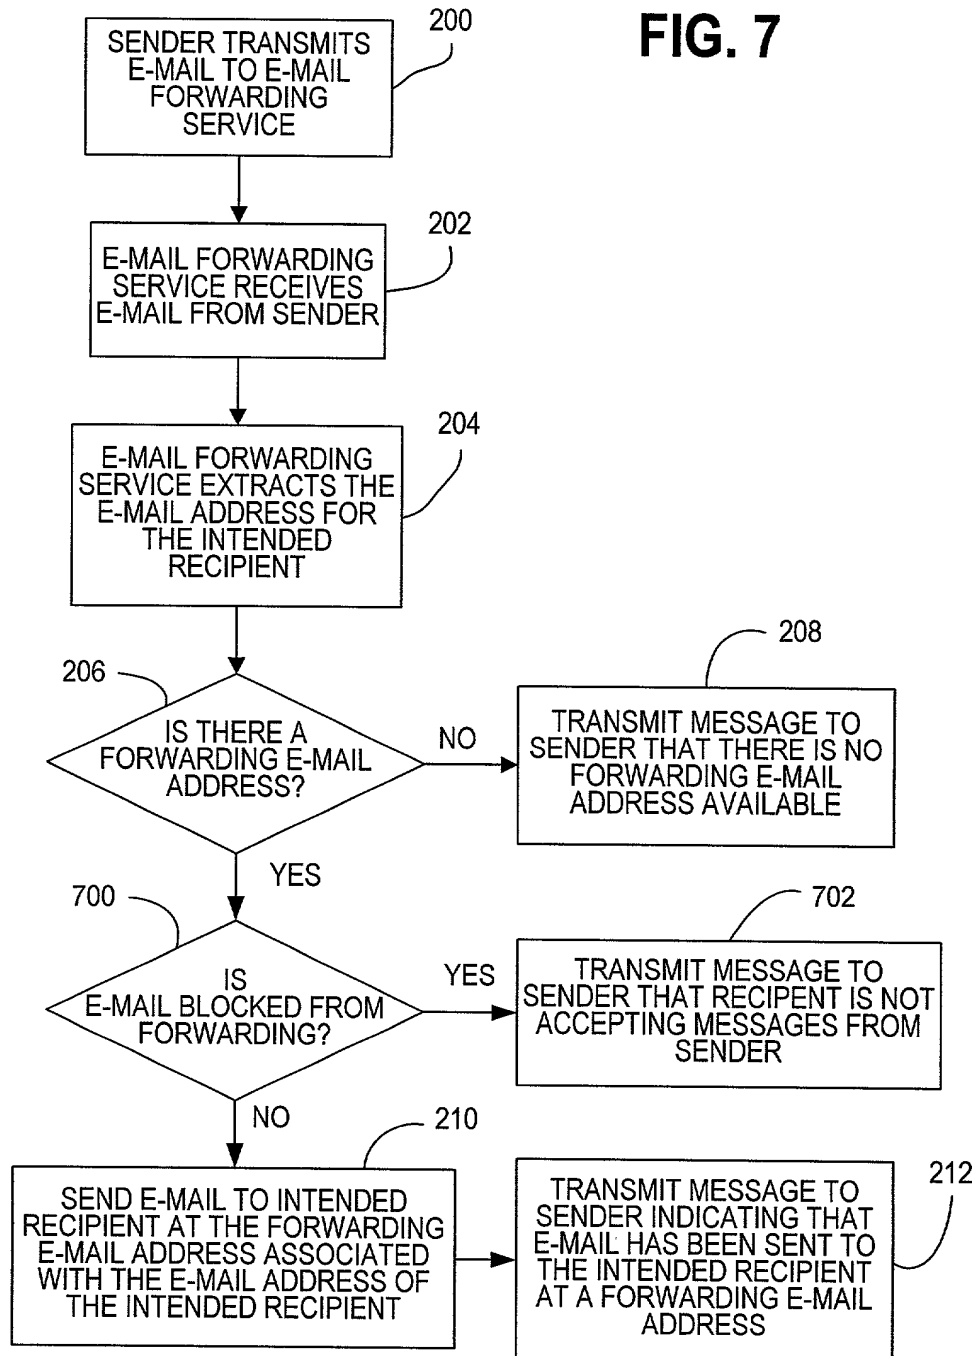 FIG. 7
200
SENDER TRANSMITS
E-MAIL TO E-MAIL
FORWARDING
SERVICE
202
E-MAIL FORWARDING
SERVICE RECEIVES
E-MAIL FROM SENDER
204
E-MAIL FORWARDING
SERVICE EXTRACTS THE
E-MAIL ADDRESS FOR
THE INTENDED
RECIPIENT
206
IS THERE A
FORWARDING E-MAIL
ADDRESS?
NO
208
TRANSMIT MESSAGE TO
SENDER THAT THERE IS NO
FORWARDING E-MAIL
ADDRESS AVAILABLE
YES
700
IS
E-MAIL BLOCKED FROM
FORWARDING?
YES
702
TRANSMIT MESSAGE TO
SENDER THAT RECIPENT IS NOT
ACCEPTING MESSAGES FROM
SENDER
NO
210
SEND E-MAIL TO INTENDED
RECIPIENT AT THE FORWARDING
E-MAIL ADDRESS ASSOCIATED
WITH THE E-MAIL ADDRESS OF
THE INTENDED RECIPIENT
212
TRANSMIT MESSAGE TO
SENDER INDICATING THAT
E-MAIL HAS BEEN SENT TO
THE INTENDED RECIPIENT
AT A FORWARDING E-MAIL
ADDRESS